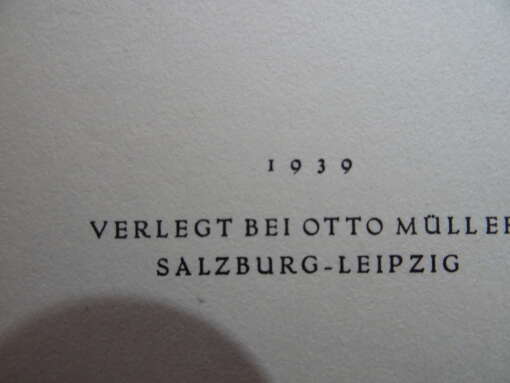 1939
VERLEGT BEI OTTO MÜLLER
SALZBURG-LEIPZIG